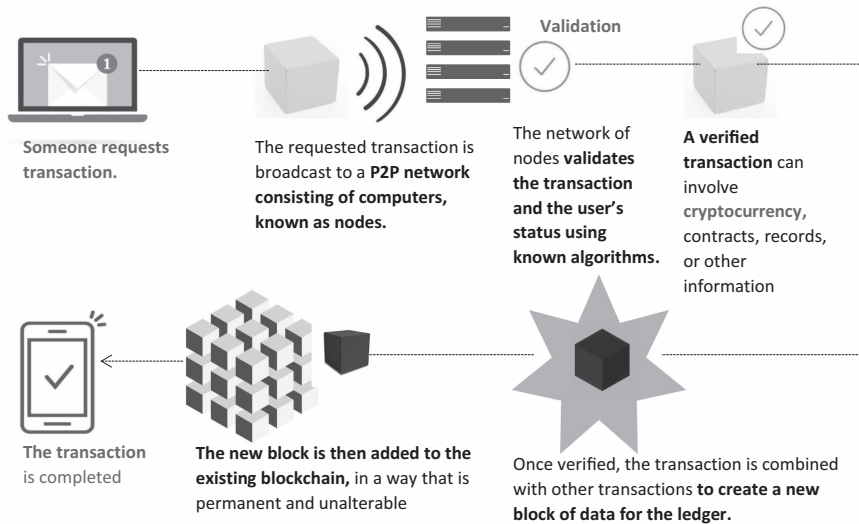 1
Someone requests
transaction.
The requested transaction is
broadcast to a P2P network
consisting of computers,
known as nodes.
Validation
The network of
nodes validates
the transaction
and the user's
status using
known algorithms.
A verified
transaction can
involve
cryptocurrency,
contracts, records,
or other
information
The transaction
is completed
The new block is then added to the
existing blockchain, in a way that is
permanent and unalterable
Once verified, the transaction is combined
with other transactions to create a new
block of data for the ledger.